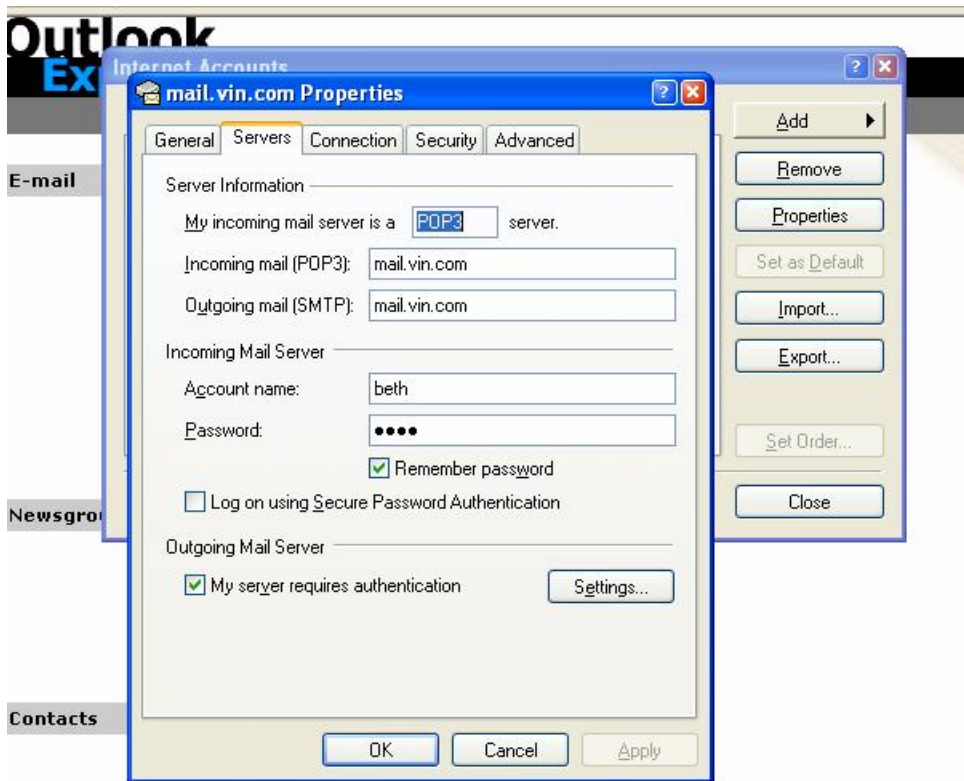 Outlook
Ex
Internet Accounts
mail.vin.com Properties
General Servers Connection Security Advanced
Server Information
My incoming mail server is a POP3 server.
Incoming mail (POP3): mail.vin.com
Outgoing mail (SMTP): mail.vin.com
Incoming Mail Server
Account name: beth
Password: ••••
Remember password
Log on using Secure Password Authentication
Outgoing Mail Server
My server requires authentication Settings...
OK Cancel Apply
Add
Remove
Properties
Set as Default
Import...
Export...
Set Order...
Close
E-mail
Newsgro
Contacts